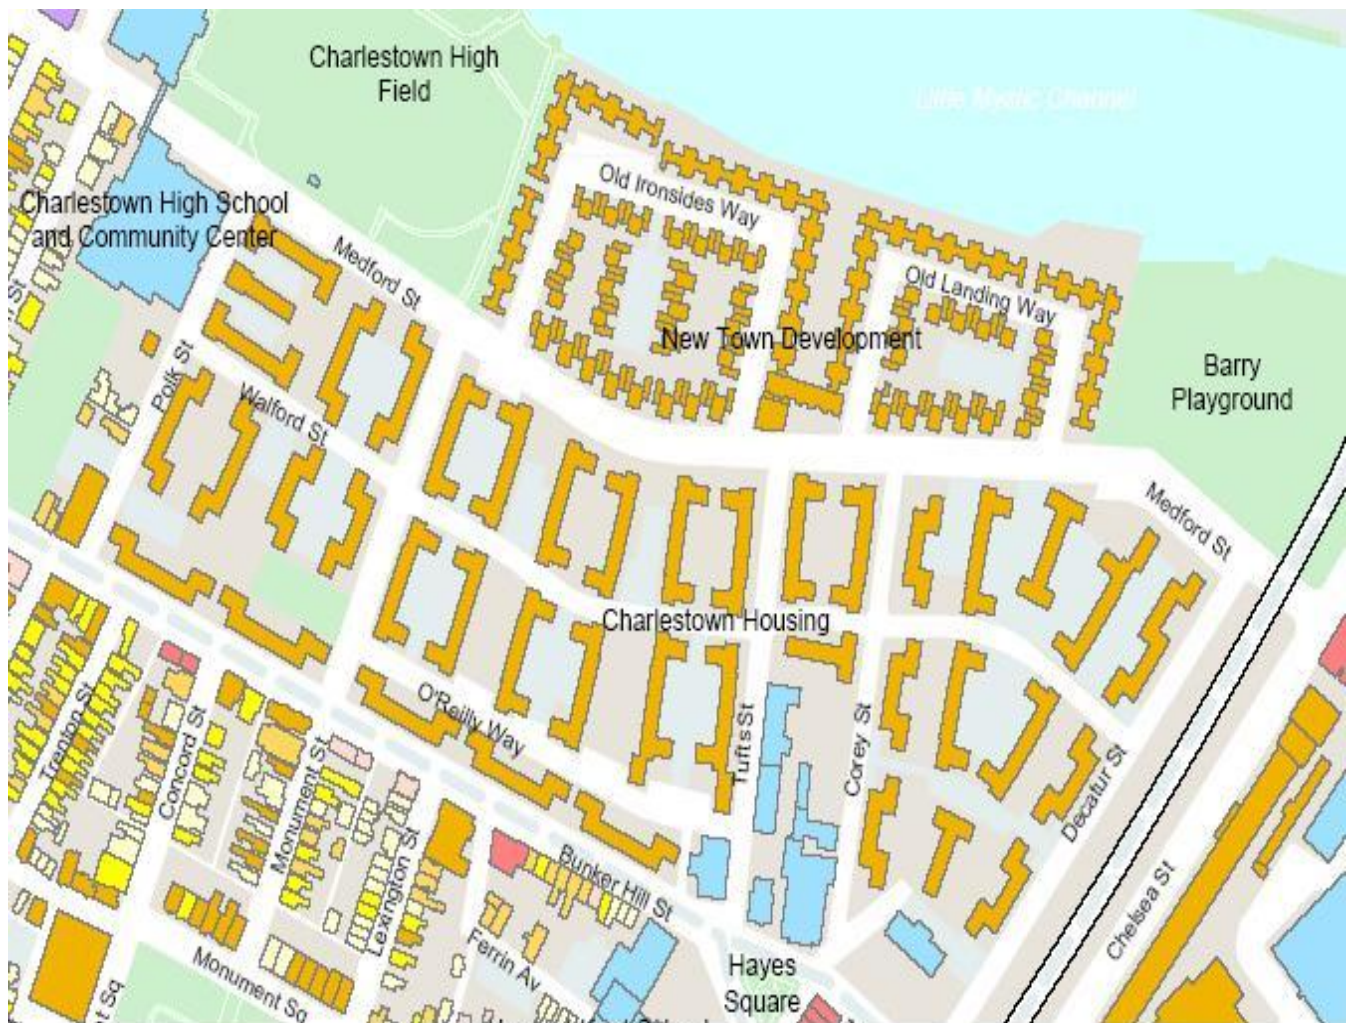 Charlestown High
Field
Little Mystic Channel
Old Ironsides Way
Charlestown High School
and Community Center
Medford St
Old Landing Way
New Town Development
Barry
Playground
St
Polk St
Walford St
Medford St
Charlestown Housing
O'Reilly Way
Trenton St
Concord St
Monument St
Tufts St
Corey St
Decatur St
Lexington St
Bunker Hill St
Chelsea St
Ferrin Av
Monument Sq
Hayes
Square
Sq